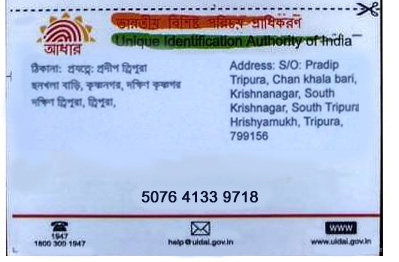 ভারতীয় বিশিষ্ট পরিচয় প্রাধিকরণ
Unique Identification Authority of India
আধার
ঠিকানা: প্রযত্নে: প্রদীপ ত্রিপুরা
ছনখলা বাড়ি, কৃষ্ণনগর, দক্ষিণ কৃষ্ণনগর
দক্ষিণ ত্রিপুরা, ত্রিপুরা,
Address: S/O: Pradip
Tripura, Chan khala bari,
Krishnanagar, South
Krishnagar, South Tripura
Hrishyamukh, Tripura,
799156
5076 4133 9718
1947
1800 300 1947
help@uidai.gov.in
www
www.uidai.gov.in